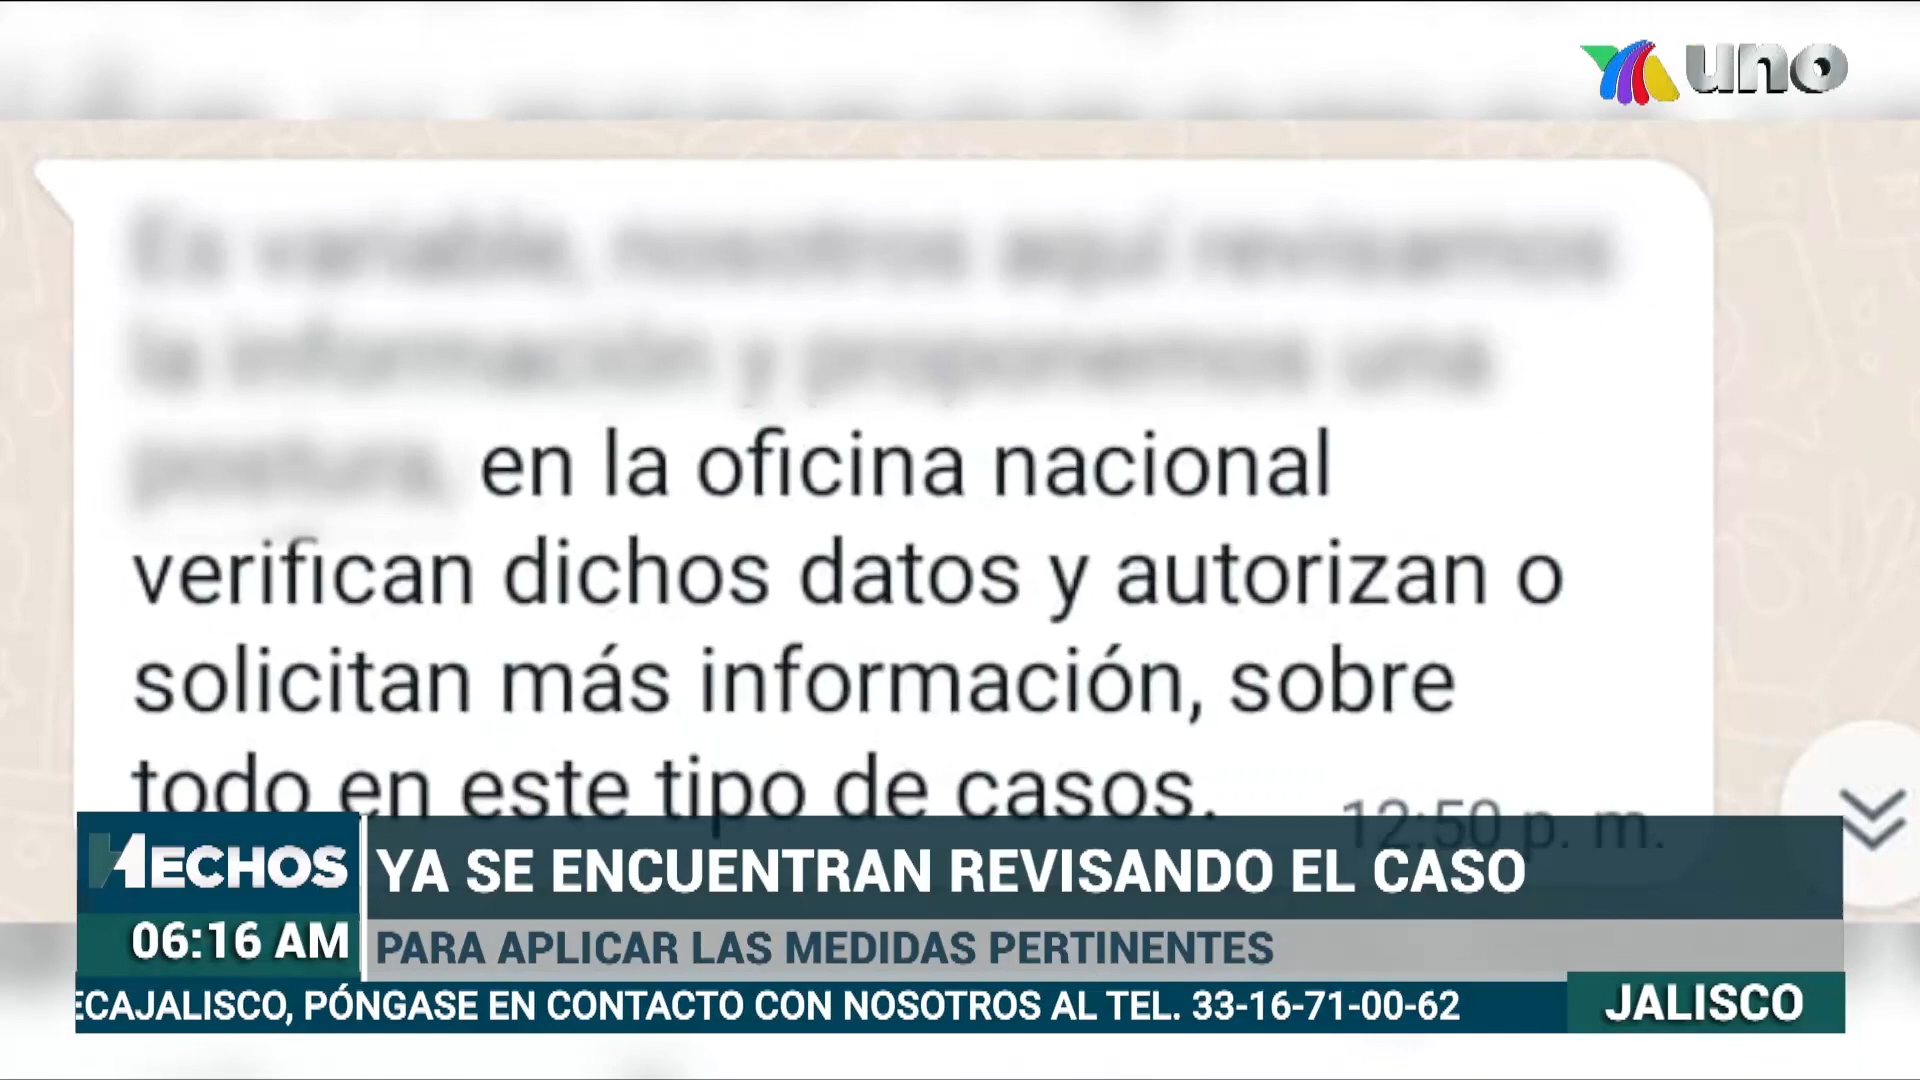 uno
en la oficina nacional
verifican dichos datos y autorizan o
solicitan más información, sobre
todo en este tipo de casos.
12:50 p. m.
HECHOS
YA SE ENCUENTRAN REVISANDO EL CASO
06:16 AM
PARA APLICAR LAS MEDIDAS PERTINENTES
ECAJALISCO, PÓNGASE EN CONTACTO CON NOSOTROS AL TEL. 33-16-71-00-62
JALISCO